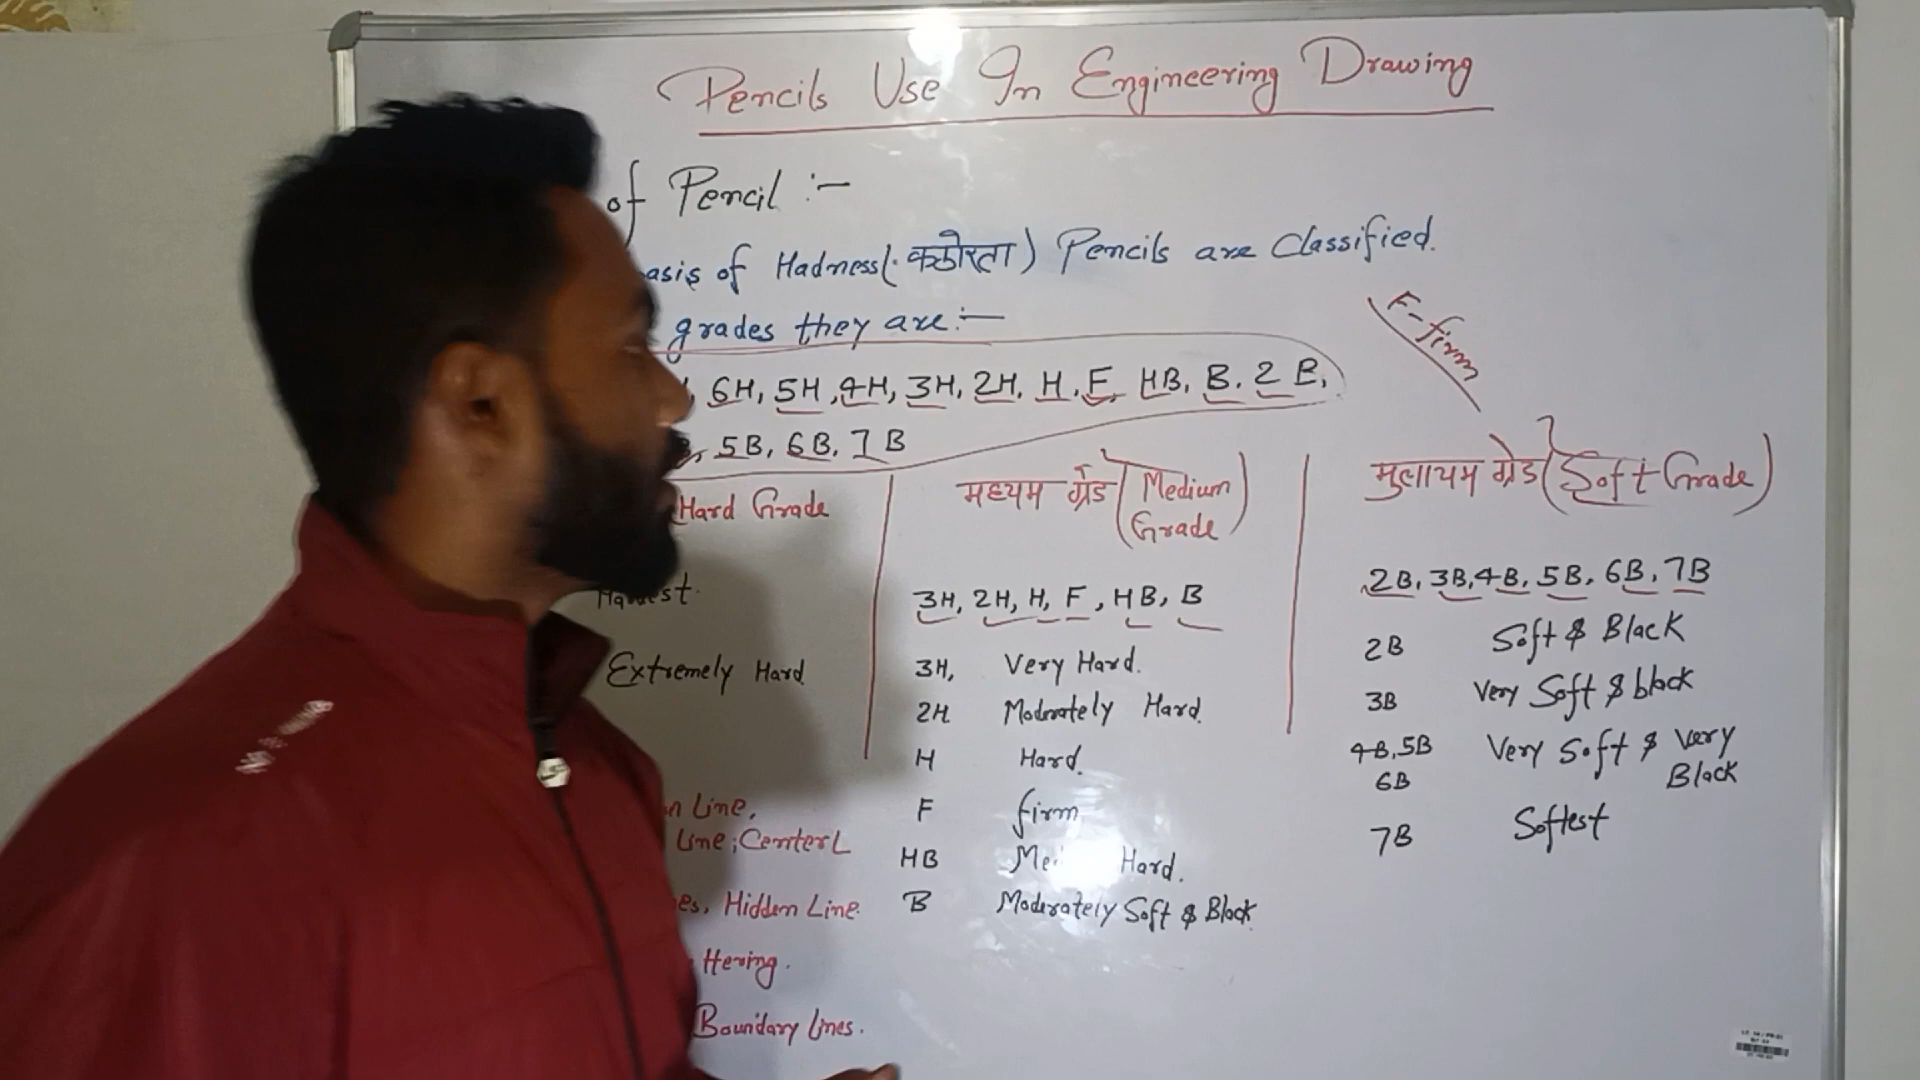 Pencils Use In Engineering Drawing
of Pencil :-
asis of Hadness(कठोरता) Pencils are Classified.
grades they are :-
F-firm
6H, 5H, 4H, 3H, 2H, H, F, HB, B, 2B,
5B, 6B, 7B
(Hard Grade
मध्यम ग्रेड (Medium Grade)
मुलायम ग्रेड (Soft Grade)
Hardest.
Extremely Hard
n Line,
Line, Center L
es, Hidden Line.
Hering.
Boundary lines.
3H, 2H, H, F, HB, B
3H, Very Hard.
2H Moderately Hard.
H Hard.
F firm
HB Hard.
B Moderately Soft & Black.
2B, 3B, 4B, 5B, 6B, 7B
2B Soft & Black
3B Very Soft & black
4B, 5B Very Soft & very
6B Black
7B Softest